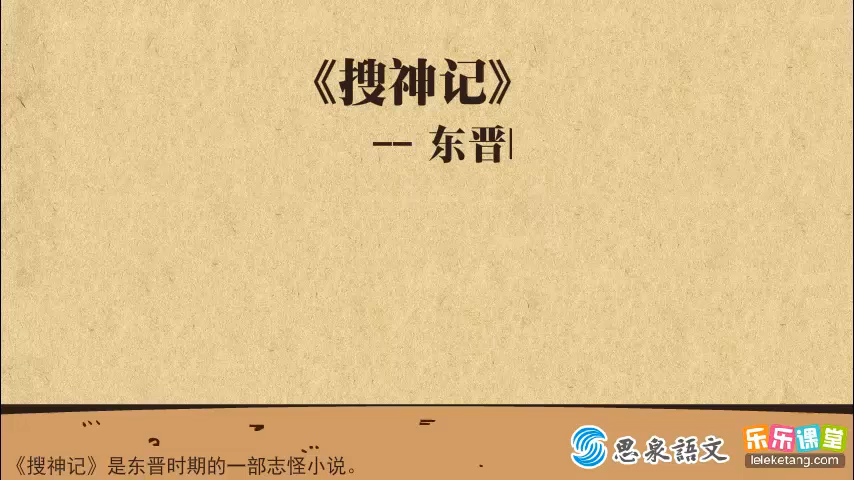 《搜神记》
-- 东晋
《搜神记》是东晋时期的一部志怪小说。
思泉語文
乐乐课堂
leleketang.com